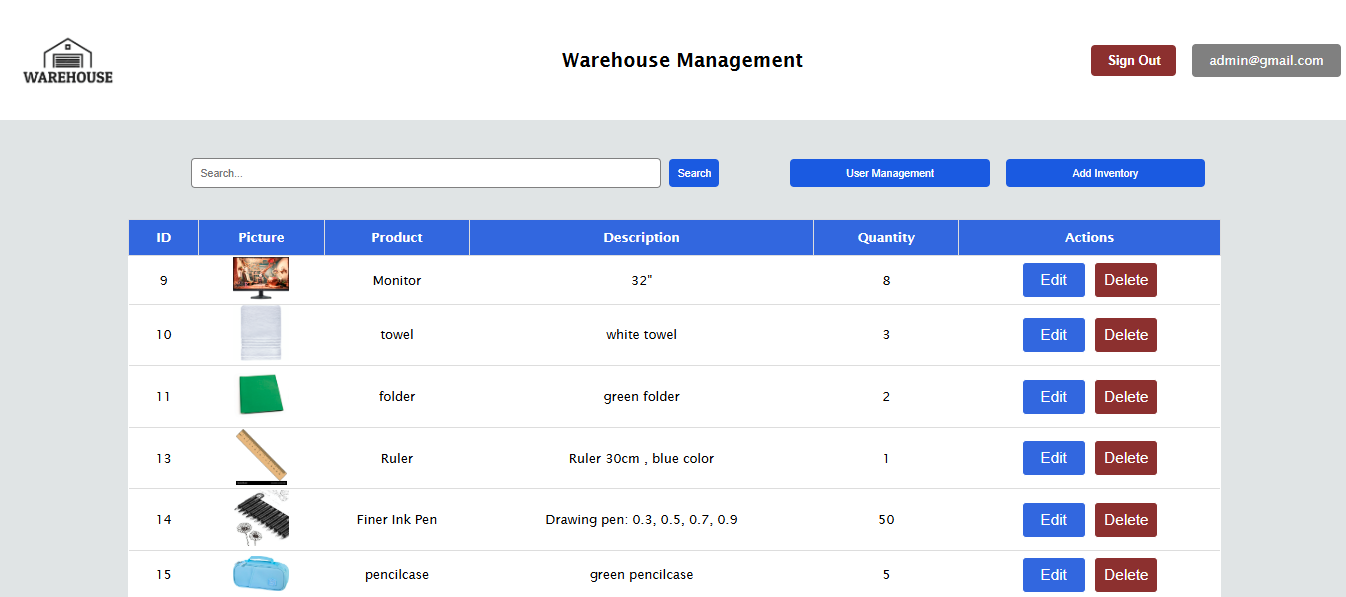 WAREHOUSE
Warehouse Management
Sign Out
admin@gmail.com
Search...
Search
User Management
Add Inventory
ID Picture Product Description Quantity Actions
9 Monitor 32" 8 Edit Delete
10 towel white towel 3 Edit Delete
11 folder green folder 2 Edit Delete
13 Ruler Ruler 30cm , blue color 1 Edit Delete
14 Finer Ink Pen Drawing pen: 0.3, 0.5, 0.7, 0.9 50 Edit Delete
15 pencilcase green pencilcase 5 Edit Delete